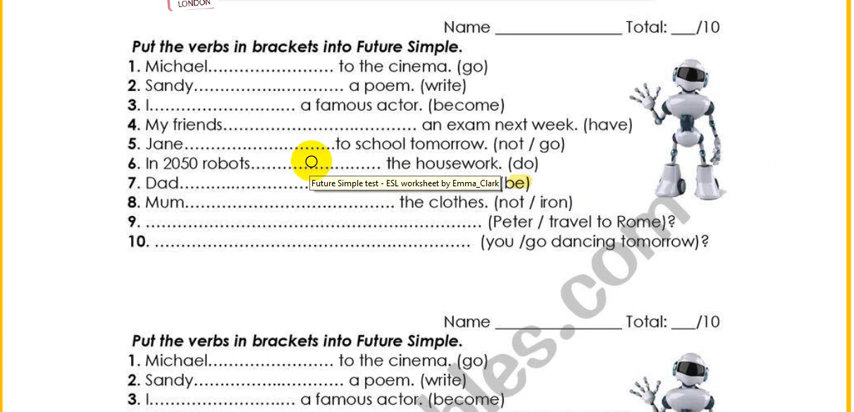 LONDON
Name ____________ Total: ___/10
Put the verbs in brackets into Future Simple.
1. Michael........................ to the cinema. (go)
2. Sandy............................. a poem. (write)
3. I............................ a famous actor. (become)
4. My friends..................................... an exam next week. (have)
5. Jane.............................to school tomorrow. (not / go)
6. In 2050 robots......................... the housework. (do)
7. Dad......................... (be)
Future Simple test - ESL worksheet by Emma_Clark
8. Mum........................................ the clothes. (not / iron)
9. ................................................................ (Peter / travel to Rome)?
10. ............................................................ (you /go dancing tomorrow)?
Name ____________ Total: ___/10
Put the verbs in brackets into Future Simple.
1. Michael........................ to the cinema. (go)
2. Sandy............................. a poem. (write)
3. I............................ a famous actor. (become)
bles.com